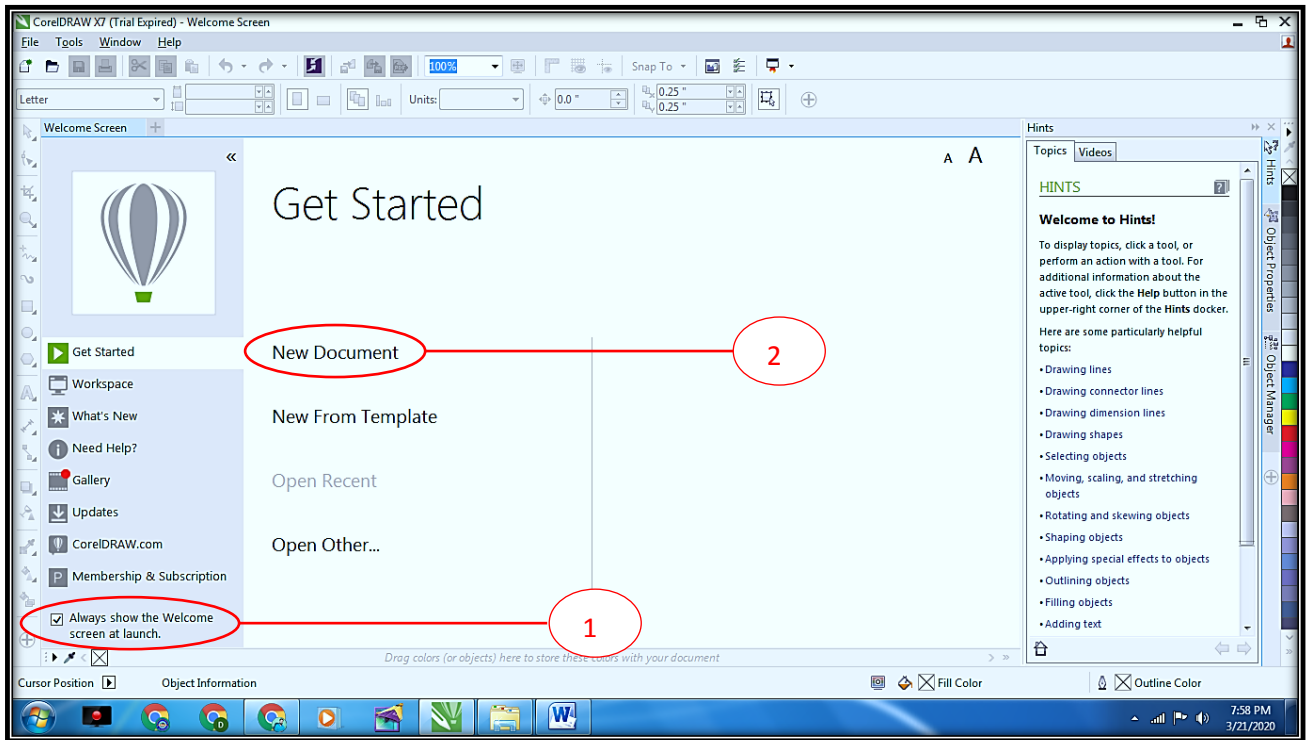 CorelDRAW X7 (Trial Expired) - Welcome Screen
File Tools Window Help
100% Snap To
Letter Units: 0.0 " 0.25 "
0.25 "
Welcome Screen
Hints
Topics Videos
A A
Get Started
HINTS
Welcome to Hints!
To display topics, click a tool, or
perform an action with a tool. For
additional information about the
active tool, click the Help button in the
upper-right corner of the Hints docker.
Here are some particularly helpful
topics:
• Drawing lines
• Drawing connector lines
• Drawing dimension lines
• Drawing shapes
• Selecting objects
• Moving, scaling, and stretching
objects
• Rotating and skewing objects
• Shaping objects
• Applying special effects to objects
• Outlining objects
• Filling objects
• Adding text
Hints
Object Properties
Object Manager
Get Started
Workspace
What's New
Need Help?
Gallery
Updates
CorelDRAW.com
Membership & Subscription
Always show the Welcome
screen at launch.
New Document
New From Template
Open Recent
Open Other...
2
1
Drag colors (or objects) here to store these colors with your document
Cursor Position Object Information Fill Color Outline Color
7:58 PM
3/21/2020